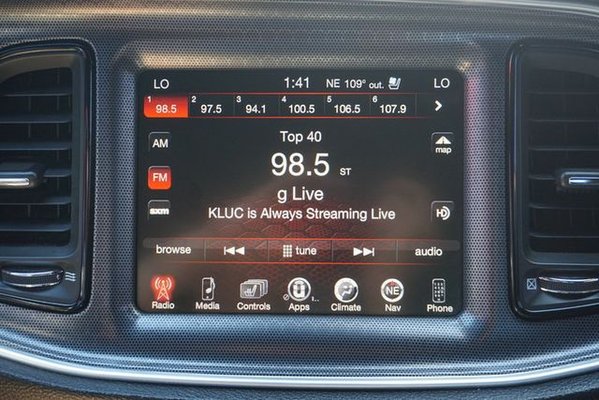 LO 1:41 NE 109° out. LO
1 98.5 2 97.5 3 94.1 4 100.5 5 106.5 6 107.9
AM
Top 40
map
FM
98.5 ST
g Live
sxm
KLUC is Always Streaming Live
HD
browse tune audio
NE
Radio Media Controls Apps Climate Nav Phone